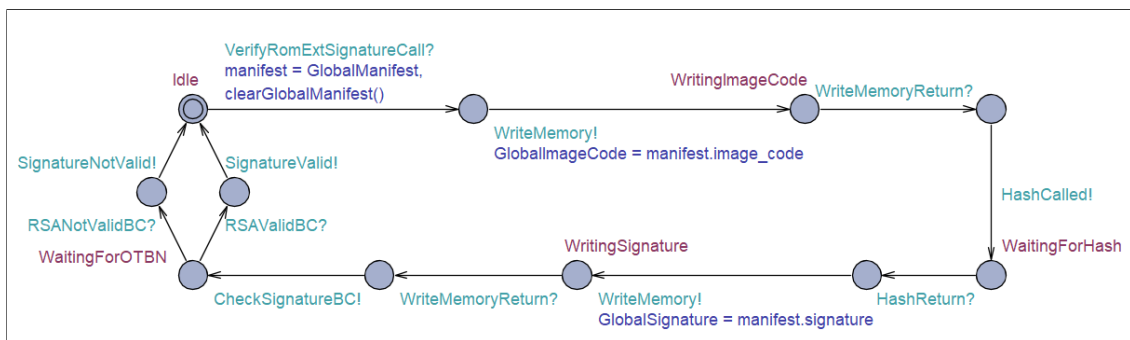 VerifyRomExtSignatureCall?
manifest = GlobalManifest,
clearGlobalManifest()
Idle
WritingImageCode
WriteMemoryReturn?
WriteMemory!
GlobalImageCode = manifest.image_code
SignatureNotValid!
SignatureValid!
HashCalled!
RSANotValidBC?
RSAValidBC?
WaitingForOTBN
WritingSignature
WaitingForHash
CheckSignatureBC!
WriteMemoryReturn?
WriteMemory!
GlobalSignature = manifest.signature
HashReturn?